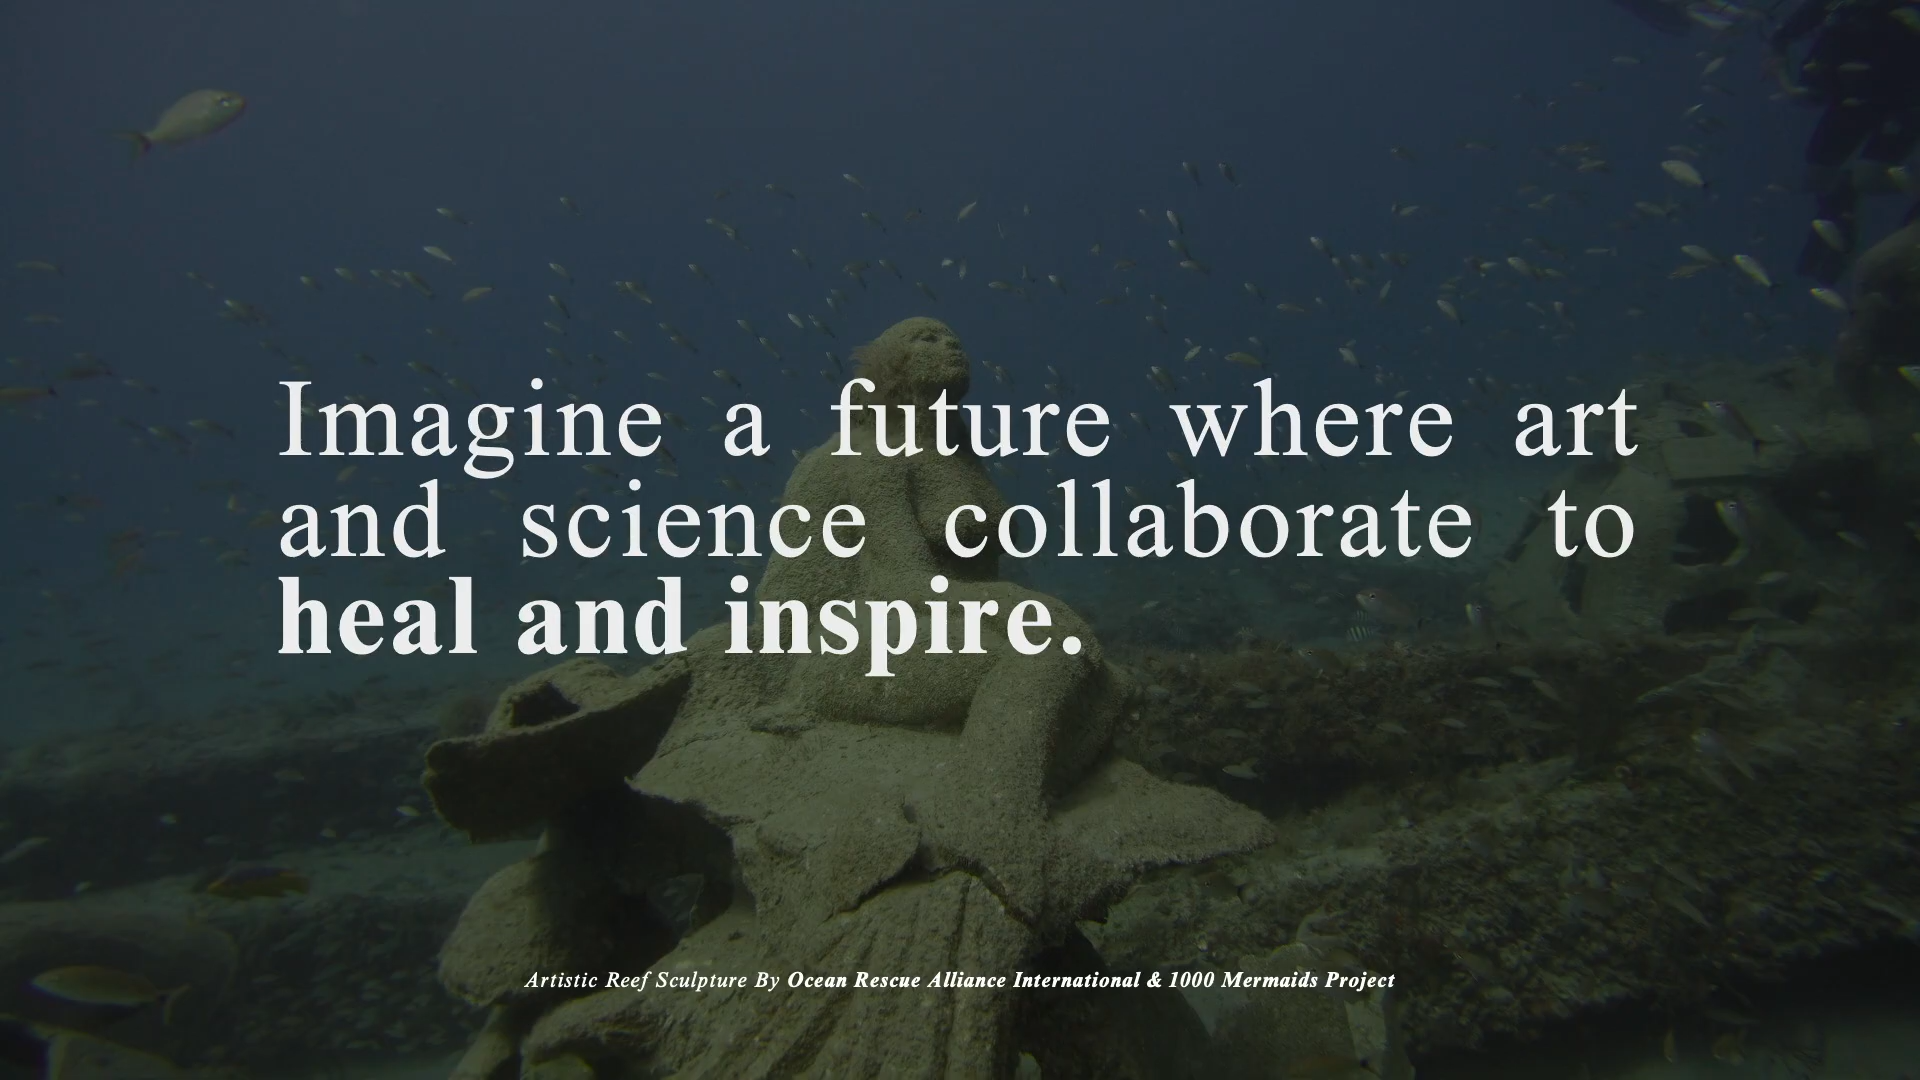 Imagine a future where art
and science collaborate to
heal and inspire.
Artistic Reef Sculpture By Ocean Rescue Alliance International & 1000 Mermaids Project